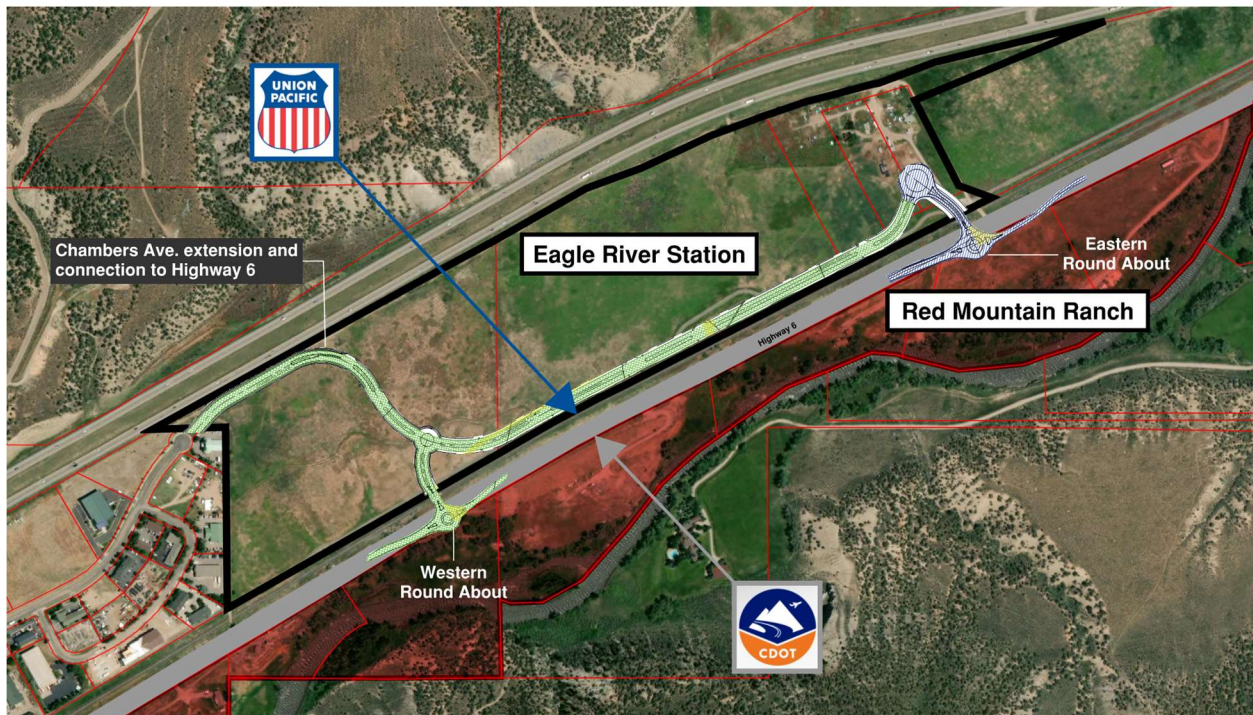 UNION
PACIFIC
Chambers Ave. extension and
connection to Highway 6
Eagle River Station
Eastern
Round About
Red Mountain Ranch
Highway 6
Western
Round About
CDOT